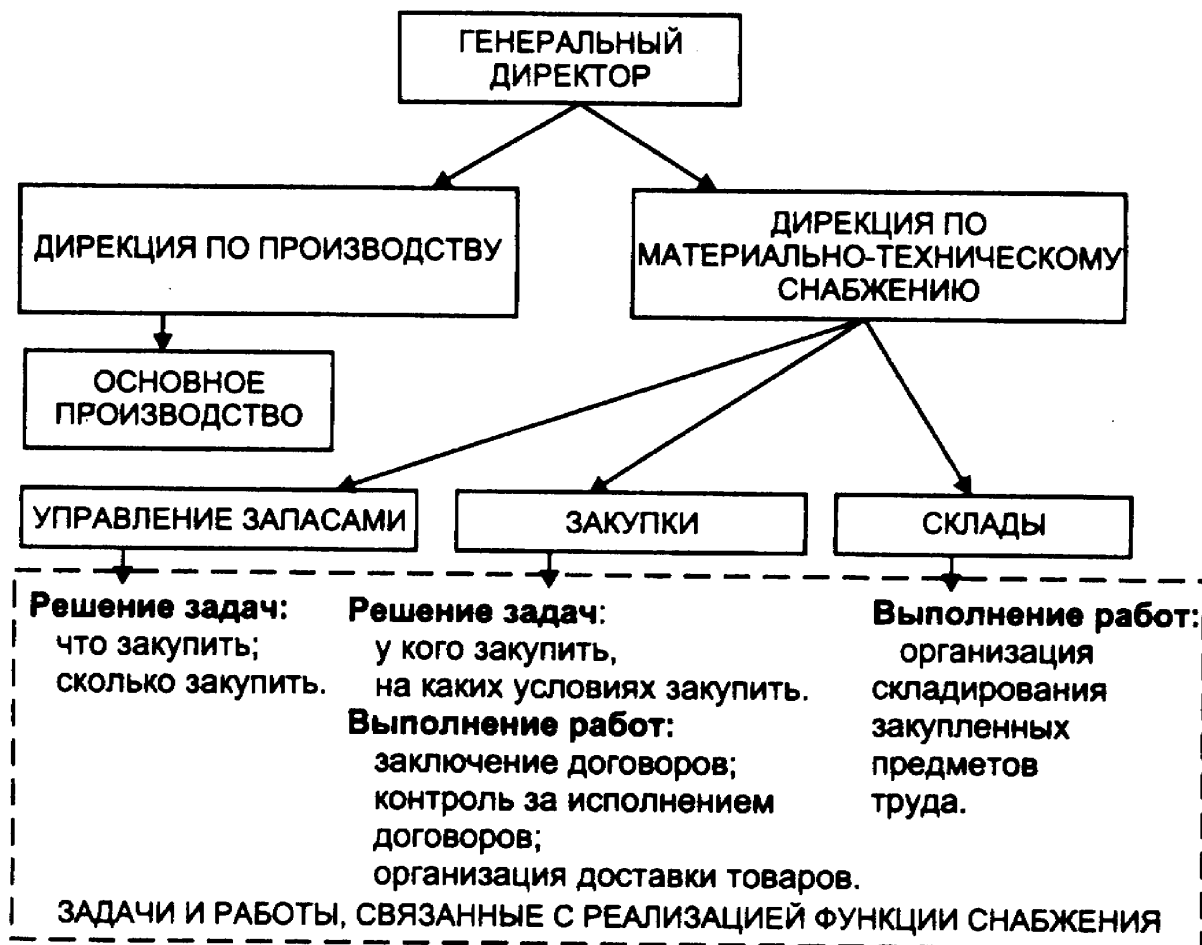 ГЕНЕРАЛЬНЫЙ
ДИРЕКТОР
ДИРЕКЦИЯ ПО ПРОИЗВОДСТВУ
ДИРЕКЦИЯ ПО
МАТЕРИАЛЬНО-ТЕХНИЧЕСКОМУ
СНАБЖЕНИЮ
ОСНОВНОЕ
ПРОИЗВОДСТВО
УПРАВЛЕНИЕ ЗАПАСАМИ
ЗАКУПКИ
СКЛАДЫ
Решение задач:
что закупить;
сколько закупить.
Решение задач:
у кого закупить,
на каких условиях закупить.
Выполнение работ:
заключение договоров;
контроль за исполнением
договоров;
организация доставки товаров.
Выполнение работ:
организация
складирования
закупленных
предметов
труда.
ЗАДАЧИ И РАБОТЫ, СВЯЗАННЫЕ С РЕАЛИЗАЦИЕЙ ФУНКЦИИ СНАБЖЕНИЯ